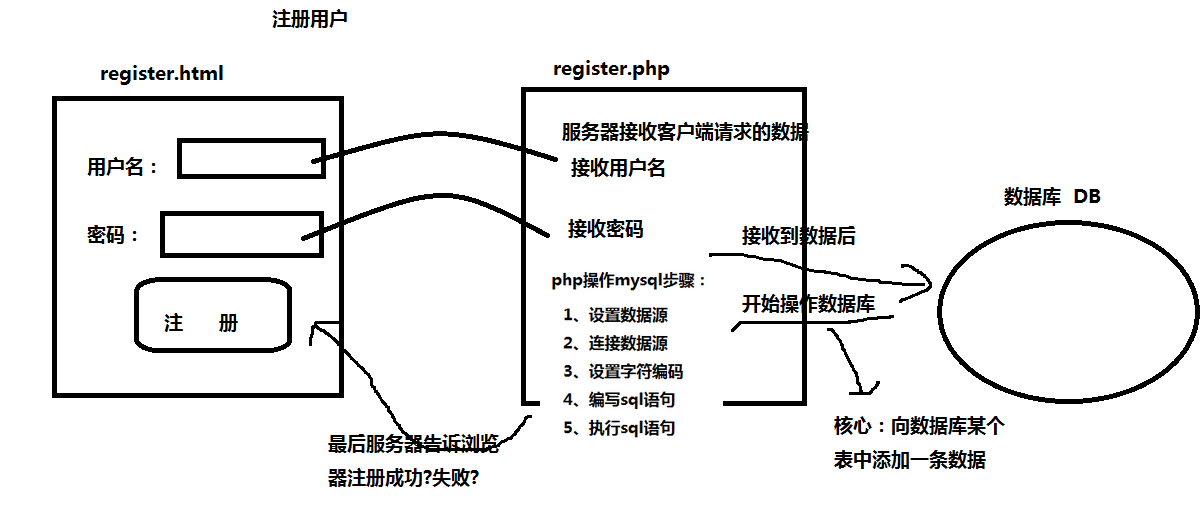 注册用户
register.html
用户名：
密码：
注 册
register.php
服务器接收客户端请求的数据
接收用户名
接收密码
php操作mysql步骤：
1、设置数据源
2、连接数据源
3、设置字符编码
4、编写sql语句
5、执行sql语句
接收到数据后
开始操作数据库
数据库 DB
核心：向数据库某个
表中添加一条数据
最后服务器告诉浏览
器注册成功?失败?